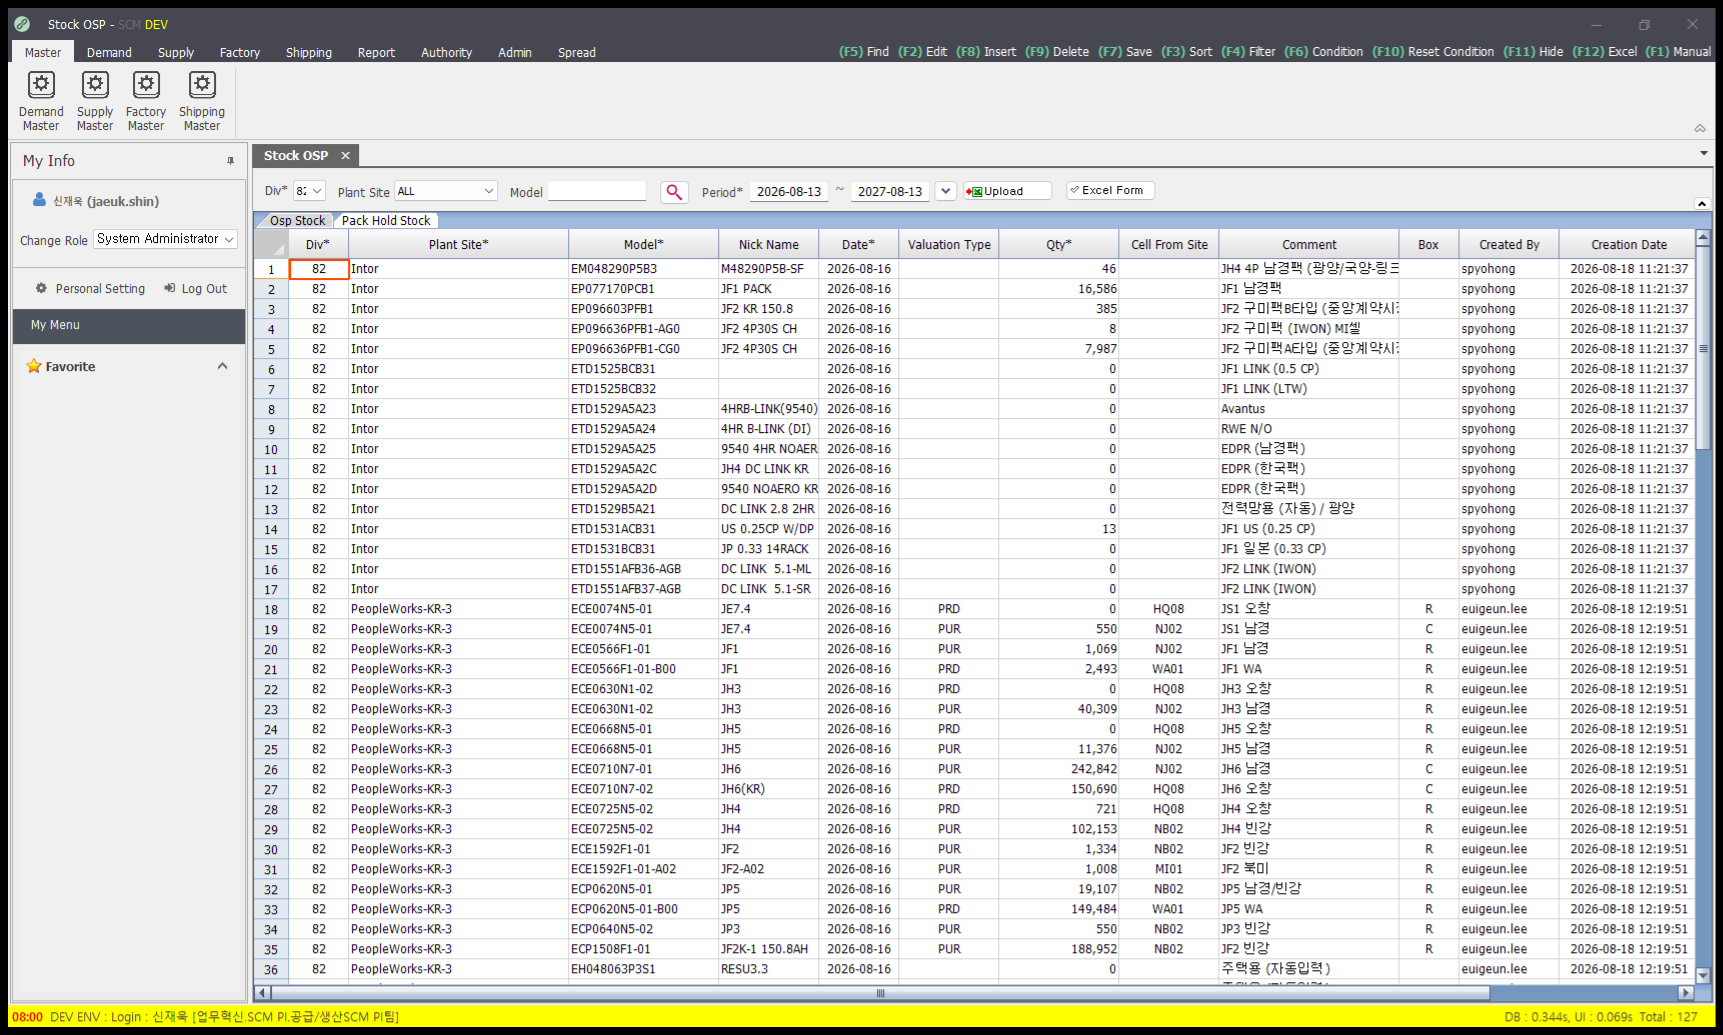 Stock OSP - SCM DEV
Master Demand Supply Factory Shipping Report Authority Admin Spread (F5) Find (F2) Edit (F8) Insert (F9) Delete (F7) Save (F3) Sort (F4) Filter (F6) Condition (F10) Reset Condition (F11) Hide (F12) Excel (F1) Manual
Demand Supply Factory Shipping
Master Master Master Master
My Info
신재욱 (jaeuk.shin)
Change Role System Administrator
Personal Setting Log Out
My Menu
Favorite
Stock OSP
Div* 82 Plant Site ALL Model Period* 2026-08-13 ~ 2027-08-13 Upload Excel Form
Osp Stock Pack Hold Stock
Div* Plant Site* Model* Nick Name Date* Valuation Type Qty* Cell From Site Comment Box Created By Creation Date
1 82 Intor EM048290P5B3 M48290P5B-SF 2026-08-16 46 JH4 4P 남경팩 (광양/국양-링크 spyohong 2026-08-18 11:21:37
2 82 Intor EP077170PCB1 JF1 PACK 2026-08-16 16,586 JF1 남경팩 spyohong 2026-08-18 11:21:37
3 82 Intor EP096603PFB1 JF2 KR 150.8 2026-08-16 385 JF2 구미팩B타입 (중앙계약시장 spyohong 2026-08-18 11:21:37
4 82 Intor EP096636PFB1-AG0 JF2 4P30S CH 2026-08-16 8 JF2 구미팩 (IWON) MI셀 spyohong 2026-08-18 11:21:37
5 82 Intor EP096636PFB1-CG0 JF2 4P30S CH 2026-08-16 7,987 JF2 구미팩A타입 (중앙계약시장 spyohong 2026-08-18 11:21:37
6 82 Intor ETD1525BCB31 2026-08-16 0 JF1 LINK (0.5 CP) spyohong 2026-08-18 11:21:37
7 82 Intor ETD1525BCB32 2026-08-16 0 JF1 LINK (LTW) spyohong 2026-08-18 11:21:37
8 82 Intor ETD1529A5A23 4HRB-LINK(9540) 2026-08-16 0 Avantus spyohong 2026-08-18 11:21:37
9 82 Intor ETD1529A5A24 4HR B-LINK (DI) 2026-08-16 0 RWE N/O spyohong 2026-08-18 11:21:37
10 82 Intor ETD1529A5A25 9540 4HR NOAER 2026-08-16 0 EDPR (남경팩) spyohong 2026-08-18 11:21:37
11 82 Intor ETD1529A5A2C JH4 DC LINK KR 2026-08-16 0 EDPR (한국팩) spyohong 2026-08-18 11:21:37
12 82 Intor ETD1529A5A2D 9540 NOAERO KR 2026-08-16 0 EDPR (한국팩) spyohong 2026-08-18 11:21:37
13 82 Intor ETD1529B5A21 DC LINK 2.8 2HR 2026-08-16 0 전력망용 (자동) / 광양 spyohong 2026-08-18 11:21:37
14 82 Intor ETD1531ACB31 US 0.25CP W/DP 2026-08-16 13 JF1 US (0.25 CP) spyohong 2026-08-18 11:21:37
15 82 Intor ETD1531BCB31 JP 0.33 14RACK 2026-08-16 0 JF1 일본 (0.33 CP) spyohong 2026-08-18 11:21:37
16 82 Intor ETD1551AFB36-AGB DC LINK 5.1-ML 2026-08-16 0 JF2 LINK (IWON) spyohong 2026-08-18 11:21:37
17 82 Intor ETD1551AFB37-AGB DC LINK 5.1-SR 2026-08-16 0 JF2 LINK (IWON) spyohong 2026-08-18 11:21:37
18 82 PeopleWorks-KR-3 ECE0074N5-01 JE7.4 2026-08-16 PRD 0 HQ08 JS1 오창 R euigeun.lee 2026-08-18 12:19:51
19 82 PeopleWorks-KR-3 ECE0074N5-01 JE7.4 2026-08-16 PUR 550 NJ02 JS1 남경 C euigeun.lee 2026-08-18 12:19:51
20 82 PeopleWorks-KR-3 ECE0566F1-01 JF1 2026-08-16 PUR 1,069 NJ02 JF1 남경 R euigeun.lee 2026-08-18 12:19:51
21 82 PeopleWorks-KR-3 ECE0566F1-01-B00 JF1 2026-08-16 PRD 2,493 WA01 JF1 WA R euigeun.lee 2026-08-18 12:19:51
22 82 PeopleWorks-KR-3 ECE0630N1-02 JH3 2026-08-16 PRD 0 HQ08 JH3 오창 R euigeun.lee 2026-08-18 12:19:51
23 82 PeopleWorks-KR-3 ECE0630N1-02 JH3 2026-08-16 PUR 40,309 NJ02 JH3 남경 R euigeun.lee 2026-08-18 12:19:51
24 82 PeopleWorks-KR-3 ECE0668N5-01 JH5 2026-08-16 PRD 0 HQ08 JH5 오창 R euigeun.lee 2026-08-18 12:19:51
25 82 PeopleWorks-KR-3 ECE0668N5-01 JH5 2026-08-16 PUR 11,376 NJ02 JH5 남경 R euigeun.lee 2026-08-18 12:19:51
26 82 PeopleWorks-KR-3 ECE0710N7-01 JH6 2026-08-16 PUR 242,842 NJ02 JH6 남경 C euigeun.lee 2026-08-18 12:19:51
27 82 PeopleWorks-KR-3 ECE0710N7-02 JH6(KR) 2026-08-16 PRD 150,690 HQ08 JH6 오창 C euigeun.lee 2026-08-18 12:19:51
28 82 PeopleWorks-KR-3 ECE0725N5-02 JH4 2026-08-16 PRD 721 HQ08 JH4 오창 R euigeun.lee 2026-08-18 12:19:51
29 82 PeopleWorks-KR-3 ECE0725N5-02 JH4 2026-08-16 PUR 102,153 NB02 JH4 빈강 R euigeun.lee 2026-08-18 12:19:51
30 82 PeopleWorks-KR-3 ECE1592F1-01 JF2 2026-08-16 PUR 1,334 NB02 JF2 빈강 R euigeun.lee 2026-08-18 12:19:51
31 82 PeopleWorks-KR-3 ECE1592F1-01-A02 JF2-A02 2026-08-16 PUR 1,008 MI01 JF2 북미 R euigeun.lee 2026-08-18 12:19:51
32 82 PeopleWorks-KR-3 ECP0620N5-01 JP5 2026-08-16 PUR 19,107 NB02 JP5 남경/빈강 R euigeun.lee 2026-08-18 12:19:51
33 82 PeopleWorks-KR-3 ECP0620N5-01-B00 JP5 2026-08-16 PRD 149,484 WA01 JP5 WA R euigeun.lee 2026-08-18 12:19:51
34 82 PeopleWorks-KR-3 ECP0640N5-02 JP3 2026-08-16 PUR 550 NB02 JP3 빈강 R euigeun.lee 2026-08-18 12:19:51
35 82 PeopleWorks-KR-3 ECP1508F1-01 JF2K-1 150.8AH 2026-08-16 PUR 188,952 NB02 JF2 빈강 R euigeun.lee 2026-08-18 12:19:51
36 82 PeopleWorks-KR-3 EH048063P3S1 RESU3.3 2026-08-16 0 주택용 (자동입력) euigeun.lee 2026-08-18 12:19:51
08:00 DEV ENV : Login : 신재욱 [업무혁신.SCM PI.공급/생산SCM PI팀] DB : 0.344s, UI : 0.069s Total : 127